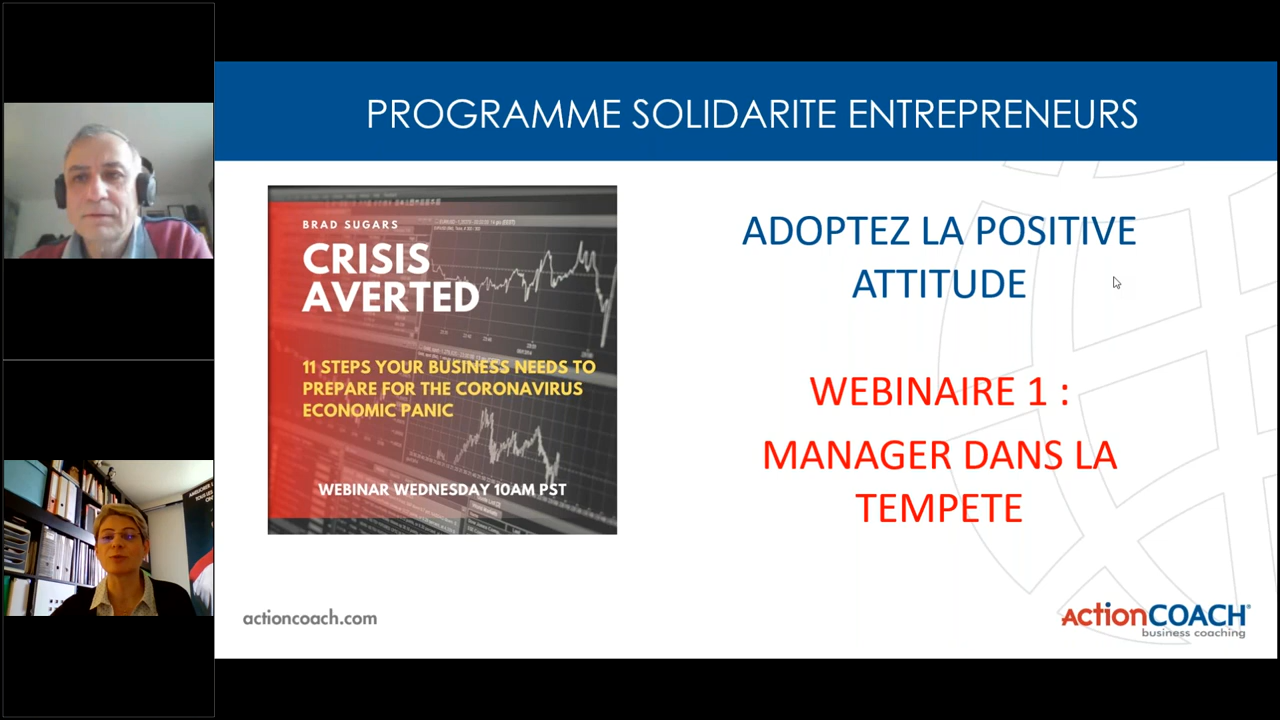 PROGRAMME SOLIDARITE ENTREPRENEURS
BRAD SUGARS
CRISIS
AVERTED
11 STEPS YOUR BUSINESS NEEDS TO
PREPARE FOR THE CORONAVIRUS
ECONOMIC PANIC
WEBINAR WEDNESDAY 10AM PST
ADOPTEZ LA POSITIVE
ATTITUDE
WEBINAIRE 1 :
MANAGER DANS LA
TEMPETE
actioncoach.com
actionCOACH®
business coaching